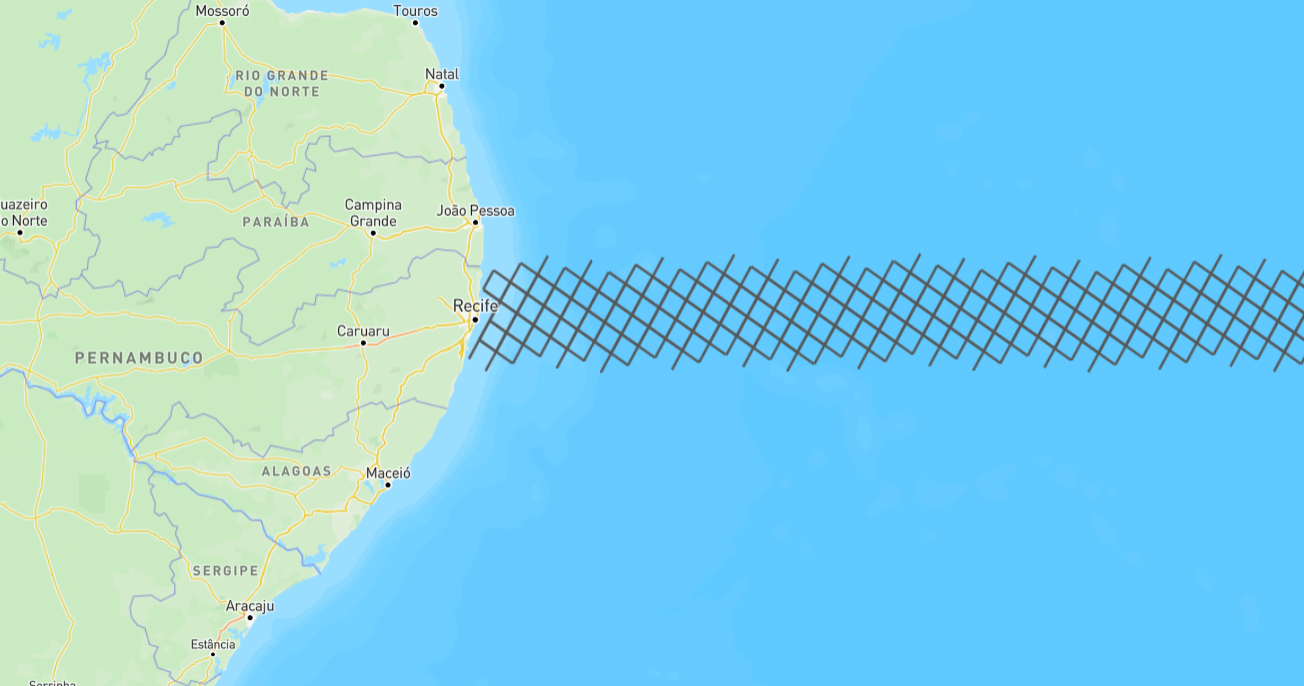 Mossoró
Touros
Natal
RIO GRANDE
DO NORTE
uazeiro
o Norte
Campina
Grande
João Pessoa
PARAÍBA
Recife
Caruaru
PERNAMBUCO
ALAGOAS
Maceió
SERGIPE
Aracaju
Estância
Serrinha